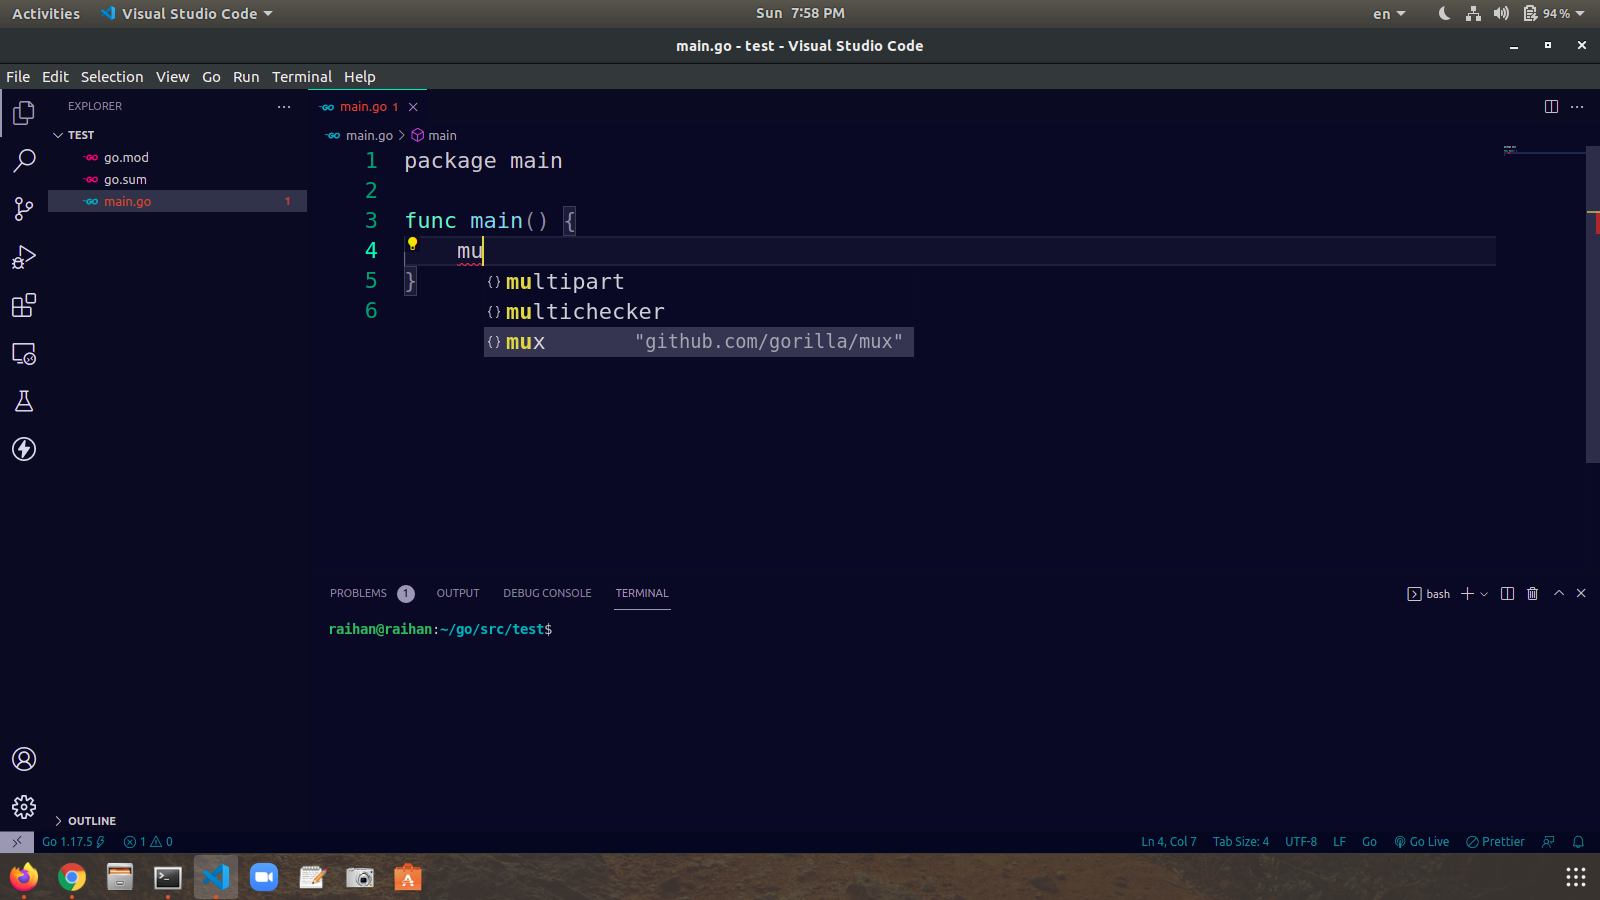 Activities Visual Studio Code Sun 7:58 PM en 94 %
main.go - test - Visual Studio Code
File Edit Selection View Go Run Terminal Help
EXPLORER
main.go 1
TEST
main.go > main
go.mod
go.sum
main.go 1
1 package main
2
3 func main() {
4 mu
5 }
6
multipart
multichecker
mux "github.com/gorilla/mux"
PROBLEMS 1 OUTPUT DEBUG CONSOLE TERMINAL bash
raihan@raihan:~/go/src/test$
OUTLINE
Go 1.17.5 1 0 Ln 4, Col 7 Tab Size: 4 UTF-8 LF Go Go Live Prettier